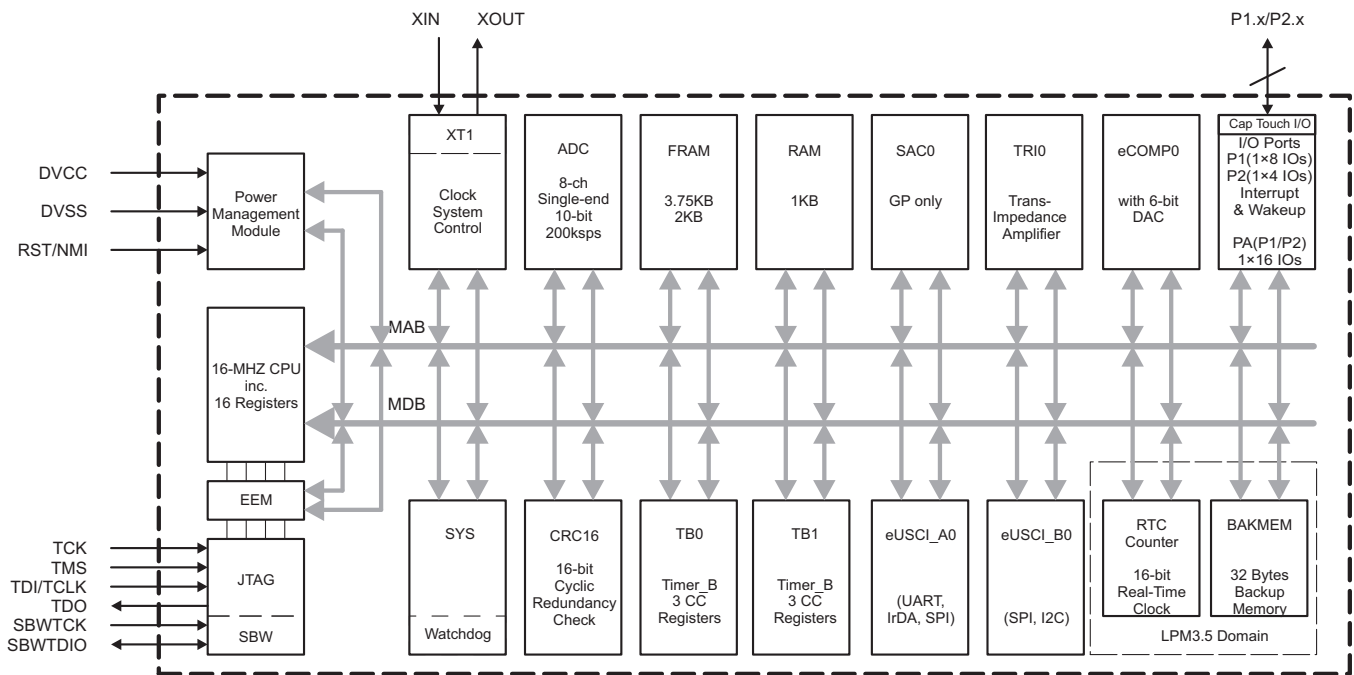 XIN
XOUT
P1.x/P2.x
DVCC
DVSS
RST/NMI
Power
Management
Module
XT1
Clock
System
Control
ADC
8-ch
Single-end
10-bit
200ksps
FRAM
3.75KB
2KB
RAM
1KB
SAC0
GP only
TRI0
Trans-
Impedance
Amplifier
eCOMP0
with 6-bit
DAC
Cap Touch I/O
I/O Ports
P1(1×8 IOs)
P2(1×4 IOs)
Interrupt
& Wakeup
PA(P1/P2)
1×16 IOs
MAB
16-MHZ CPU
inc.
16 Registers
MDB
EEM
TCK
TMS
TDI/TCLK
TDO
SBWTCK
SBWTDIO
JTAG
SBW
SYS
Watchdog
CRC16
16-bit
Cyclic
Redundancy
Check
TB0
Timer_B
3 CC
Registers
TB1
Timer_B
3 CC
Registers
eUSCI_A0
(UART,
IrDA, SPI)
eUSCI_B0
(SPI, I2C)
RTC
Counter
16-bit
Real-Time
Clock
BAKMEM
32 Bytes
Backup
Memory
LPM3.5 Domain